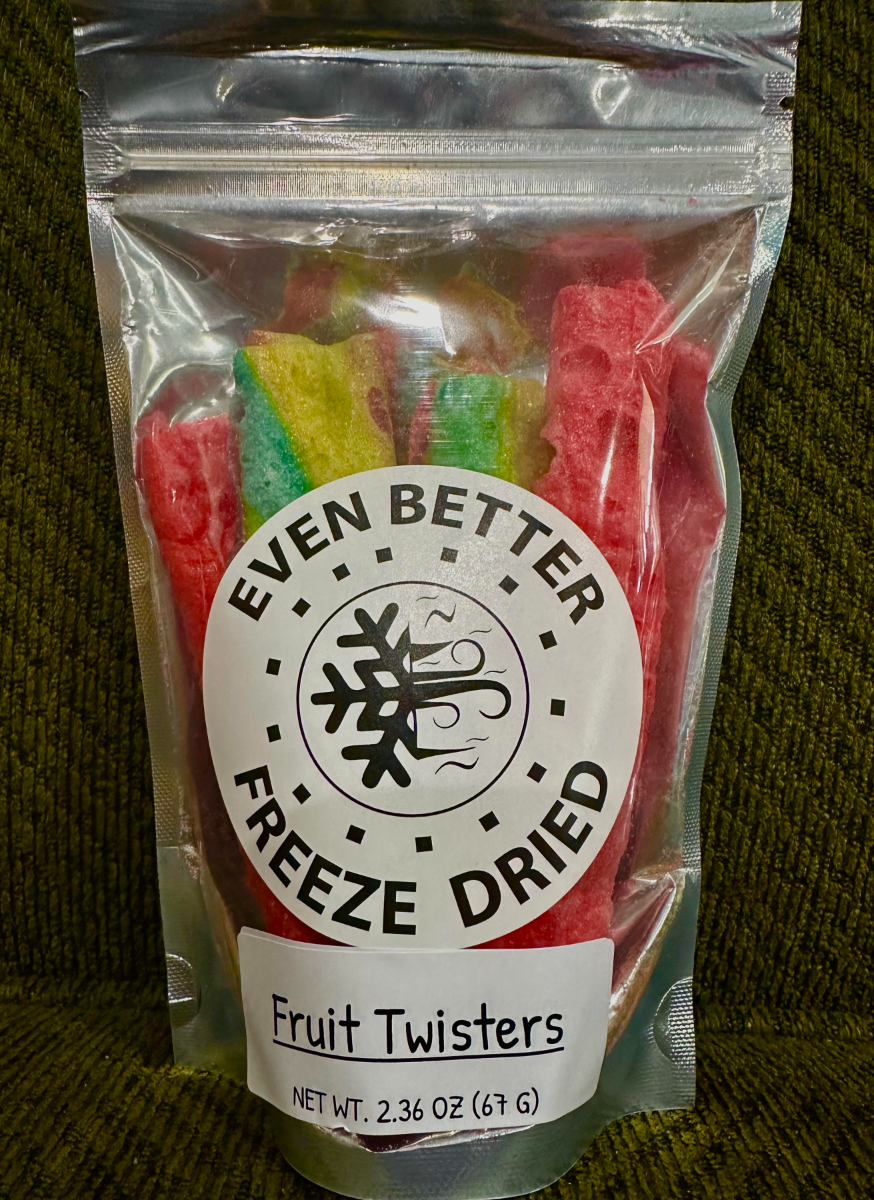 EVEN BETTER
FREEZE DRIED
Fruit Twisters
NET WT. 2.36 OZ (67 G)